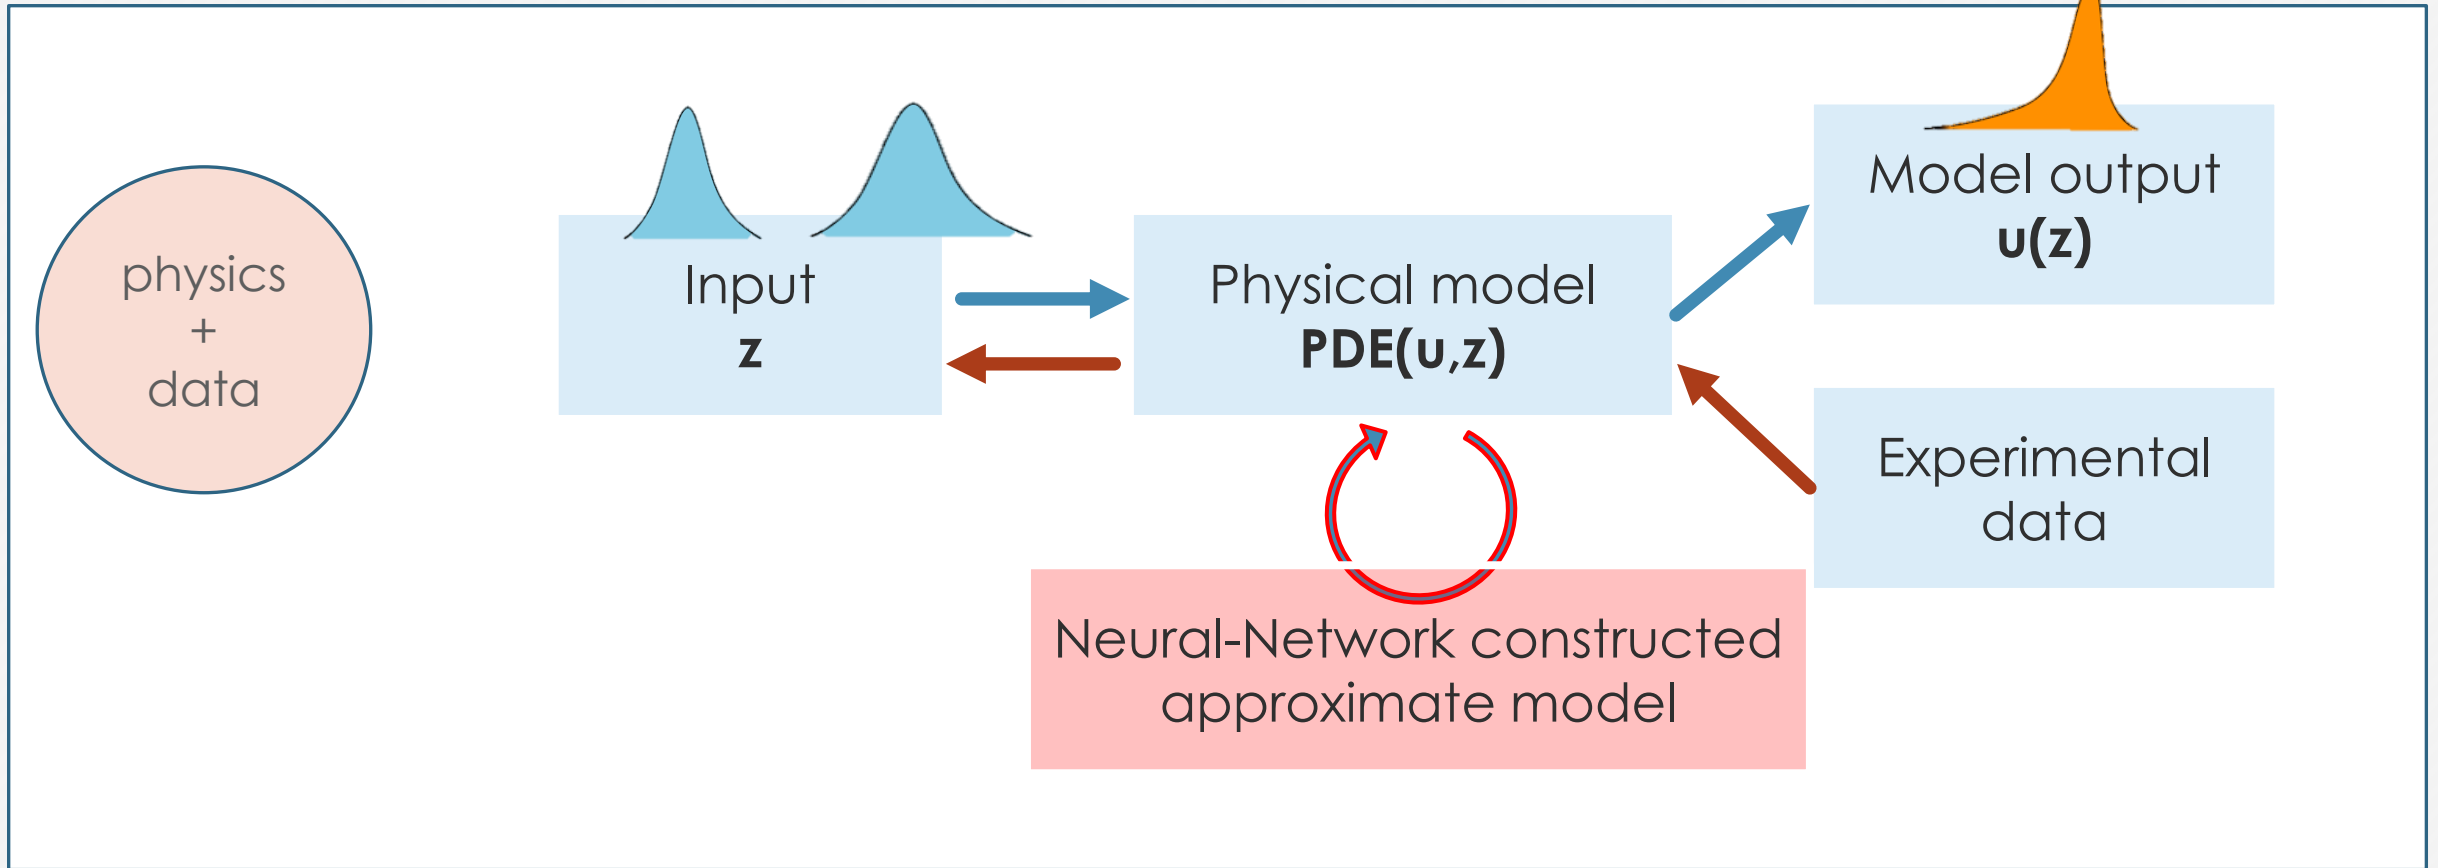 physics
+
data
Input
z
Physical model
PDE(u,z)
Model output
u(z)
Experimental
data
Neural-Network constructed
approximate model